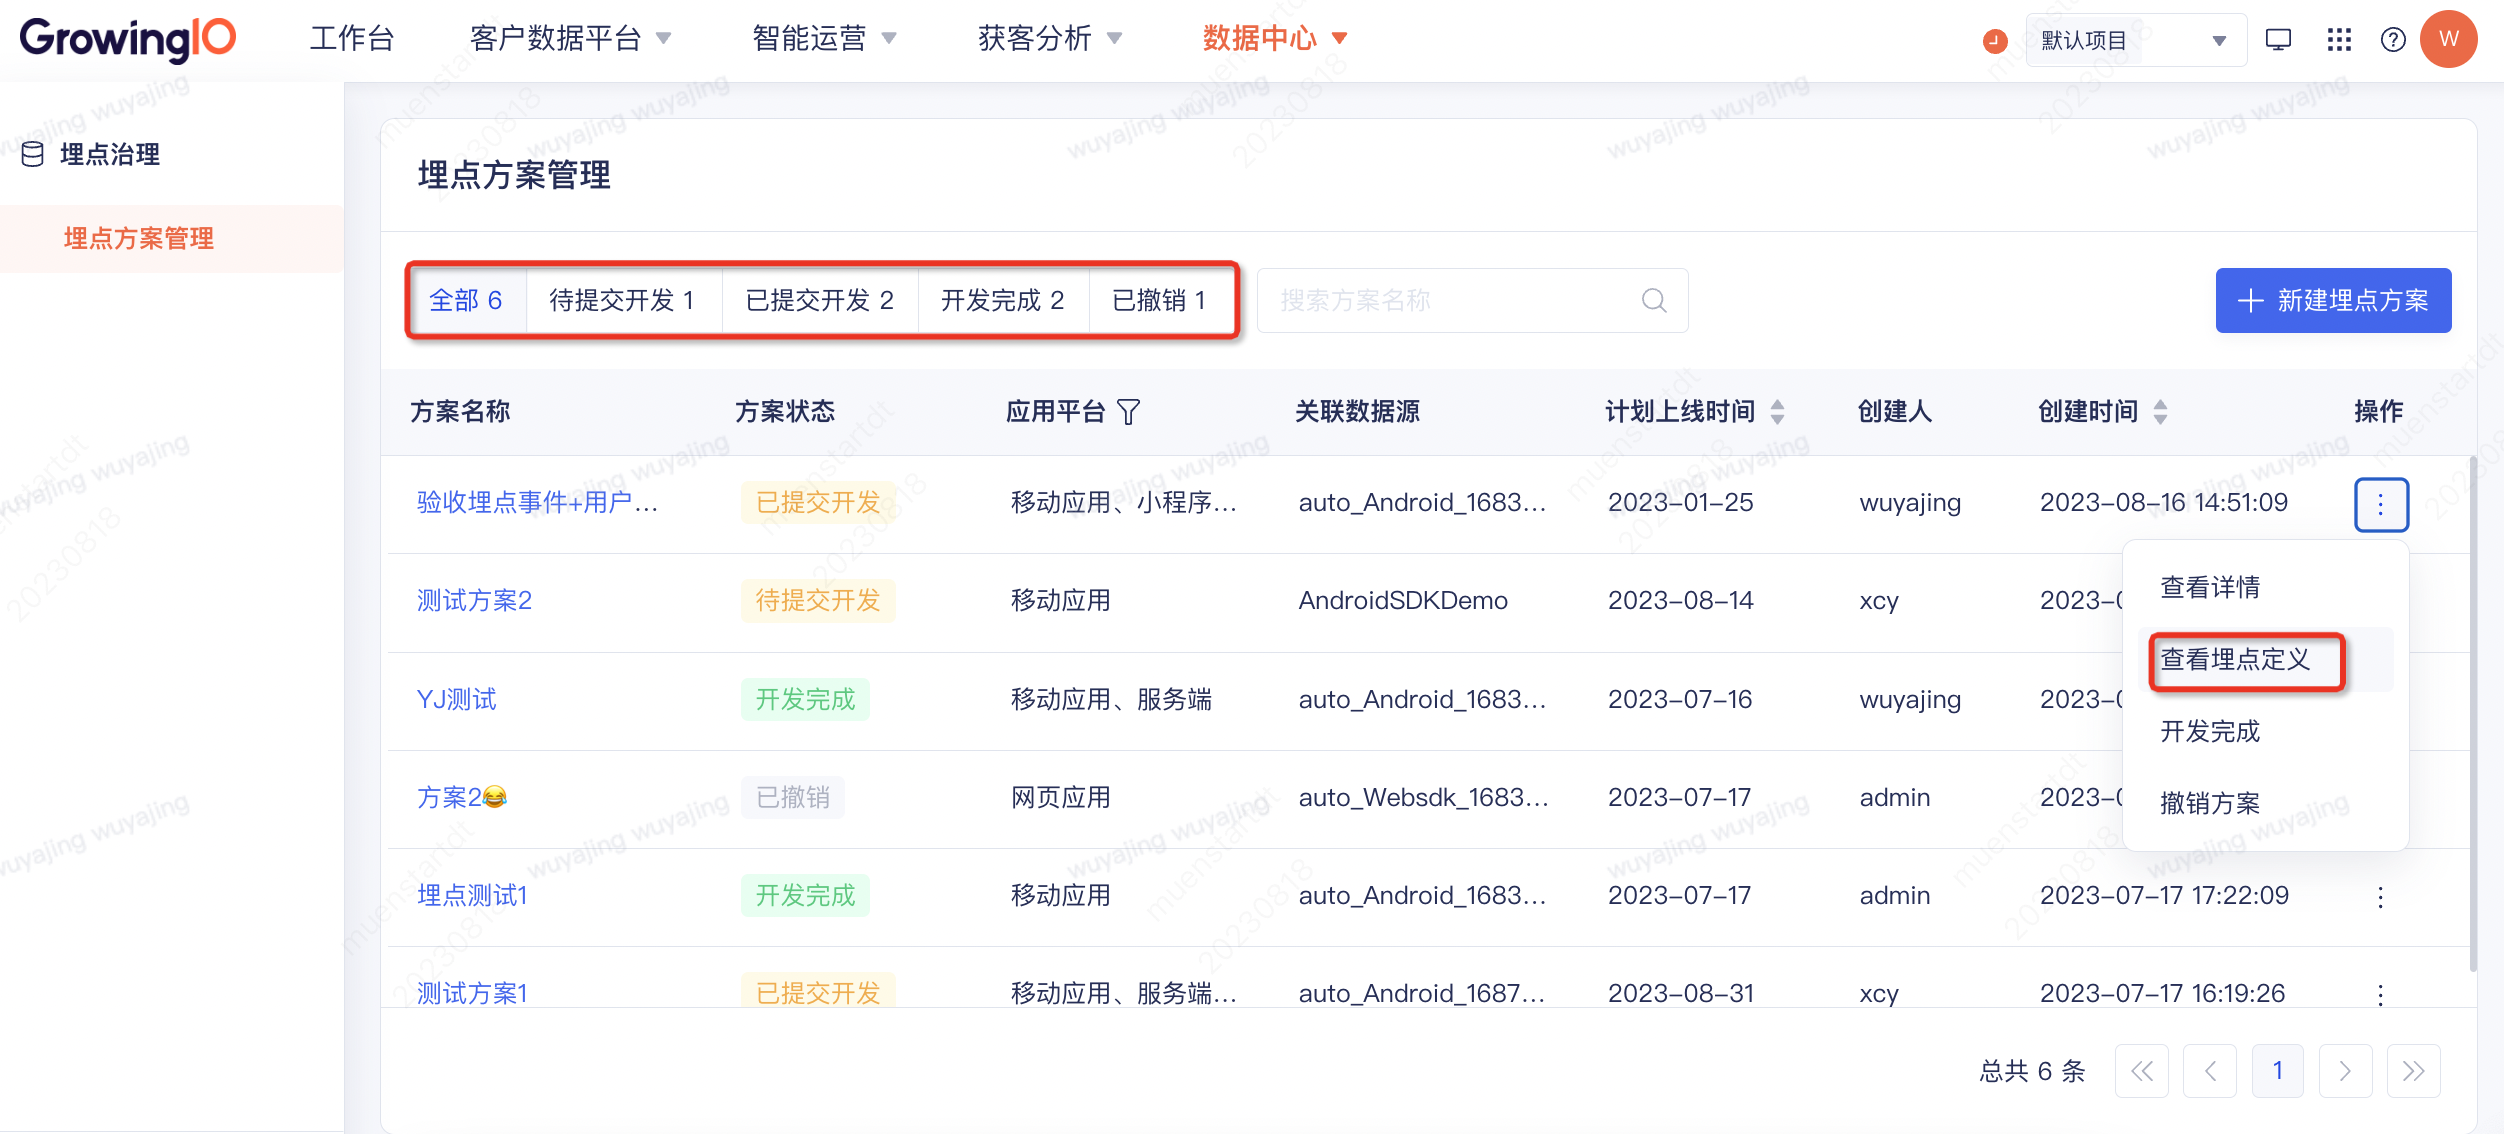 GrowingIO
工作台
客户数据平台
智能运营
获客分析
数据中心
默认项目
W
埋点治理
埋点方案管理
埋点方案管理
全部 6
待提交开发 1
已提交开发 2
开发完成 2
已撤销 1
搜索方案名称
新建埋点方案
方案名称 方案状态 应用平台 关联数据源 计划上线时间 创建人 创建时间 操作
验收埋点事件+用户... 已提交开发 移动应用、小程序... auto_Android_1683... 2023-01-25 wuyajing 2023-08-16 14:51:09
测试方案2 待提交开发 移动应用 AndroidSDKDemo 2023-08-14 xcy
YJ测试 开发完成 移动应用、服务端 auto_Android_1683... 2023-07-16 wuyajing
方案2😂 已撤销 网页应用 auto_Websdk_1683... 2023-07-17 admin
埋点测试1 开发完成 移动应用 auto_Android_1683... 2023-07-17 admin 2023-07-17 17:22:09
测试方案1 已提交开发 移动应用、服务端... auto_Android_1687... 2023-08-31 xcy 2023-07-17 16:19:26
查看详情
查看埋点定义
开发完成
撤销方案
总共 6 条
1
wuyajing wuyajing
muenstartdt
20230818